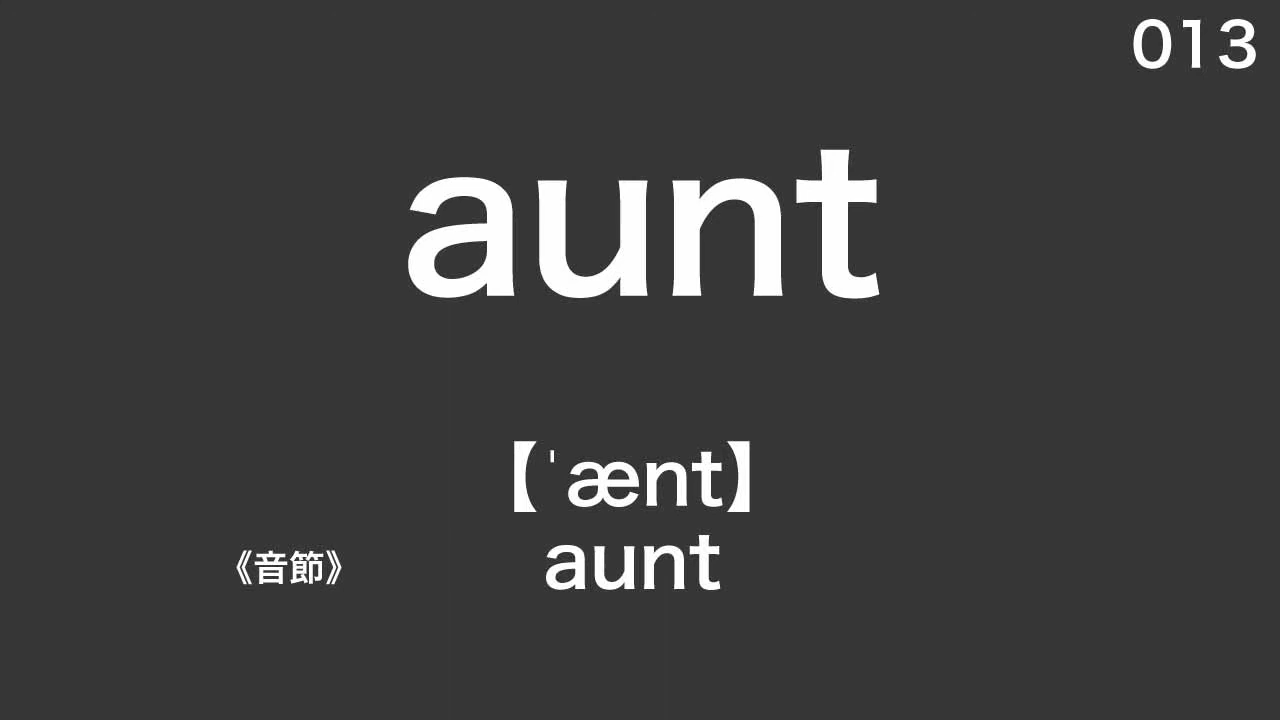 013
aunt
【ˈænt】
《音節》 aunt